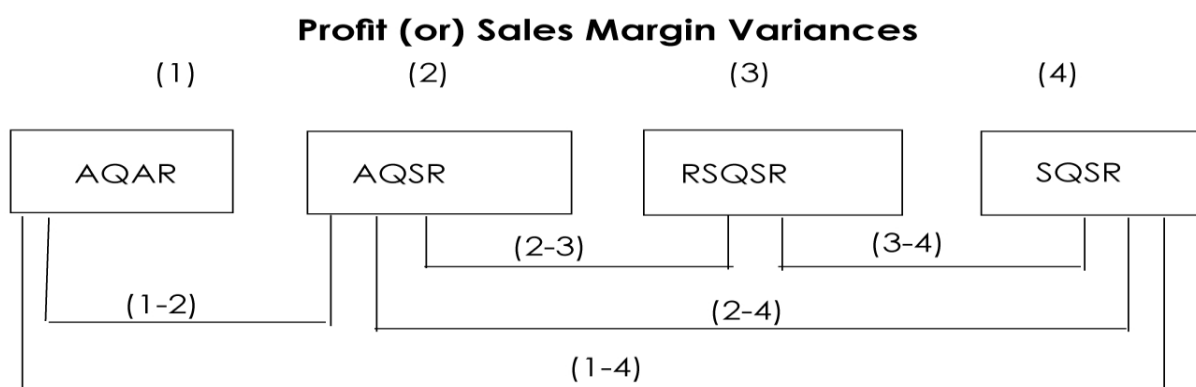 Profit (or) Sales Margin Variances
(1) (2) (3) (4)
AQAR AQSR RSQSR SQSR
(2-3) (3-4)
(1-2) (2-4)
(1-4)